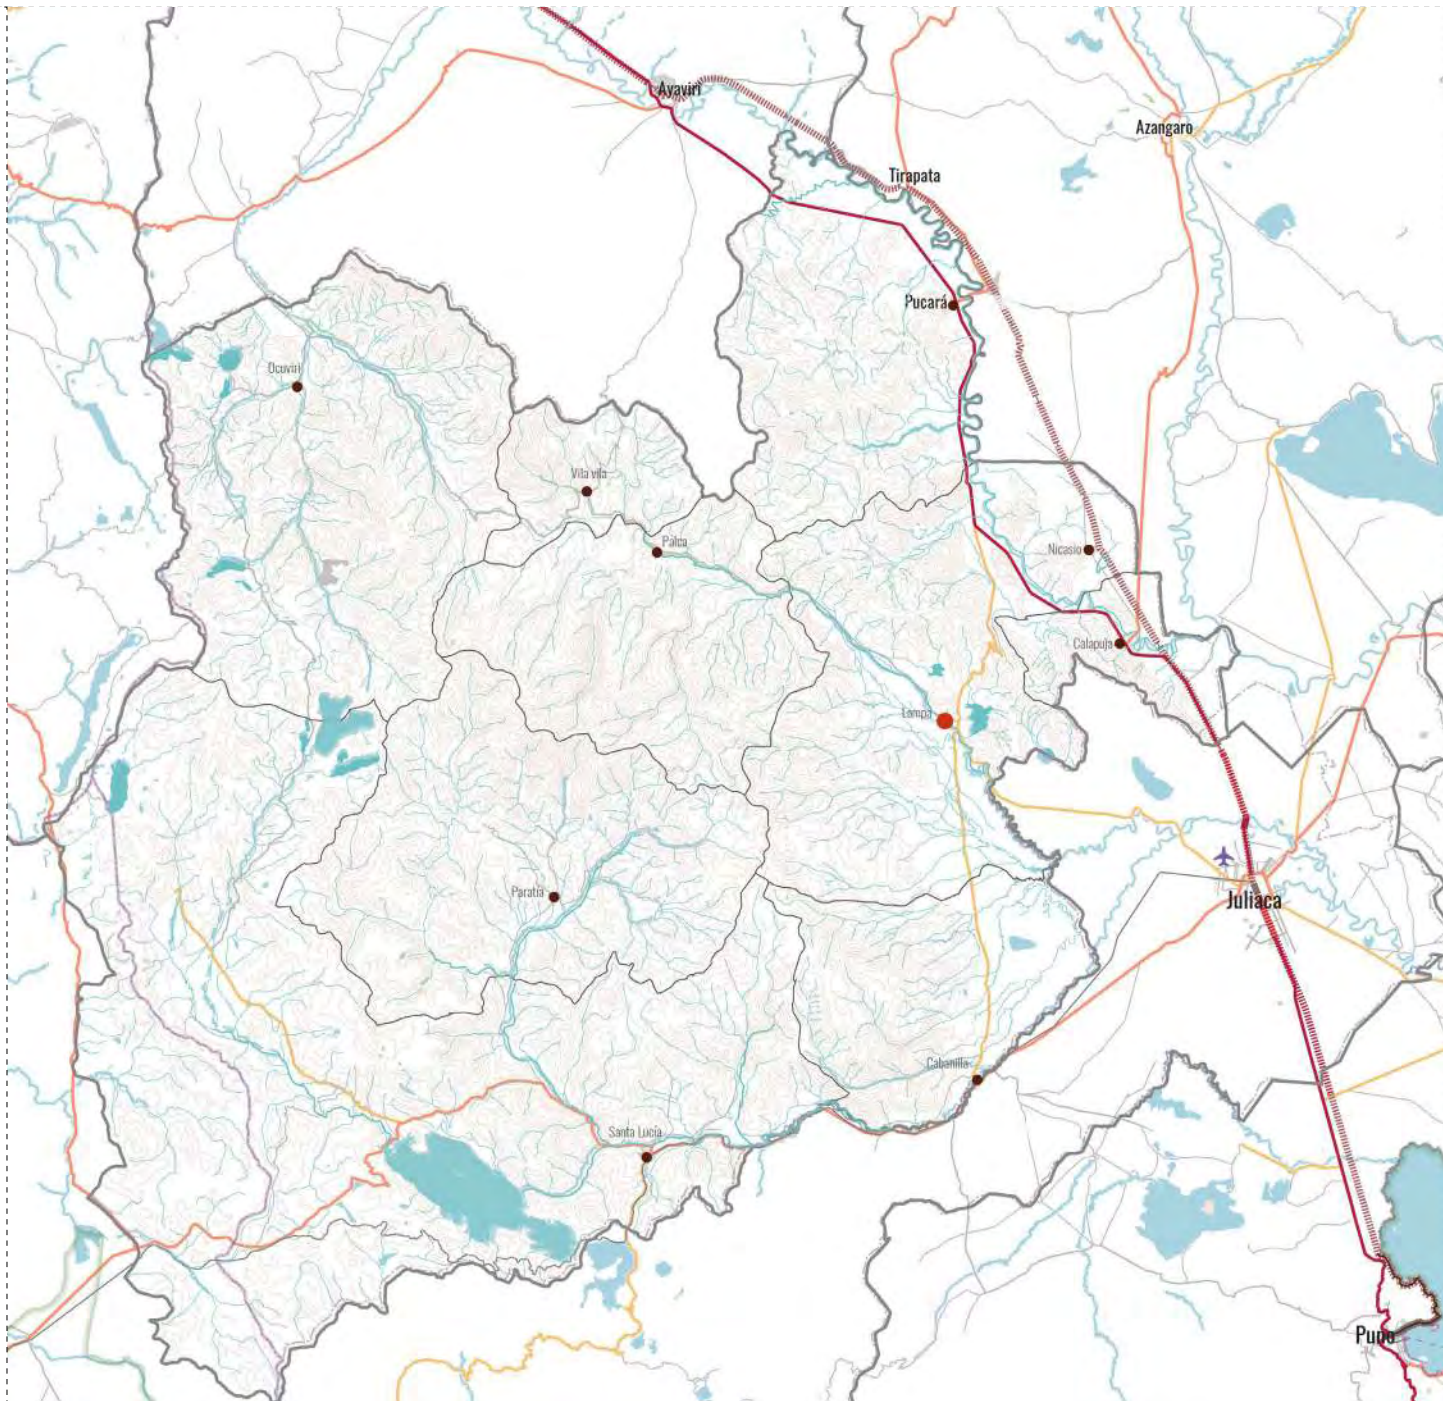 Ayaviri
Azangaro
Tirapata
Pucará
Ocuviri
Vila vila
Palca
Nicasio
Calapuja
Lampa
Paratía
Juliaca
Cabanilla
Santa Lucía
Puno